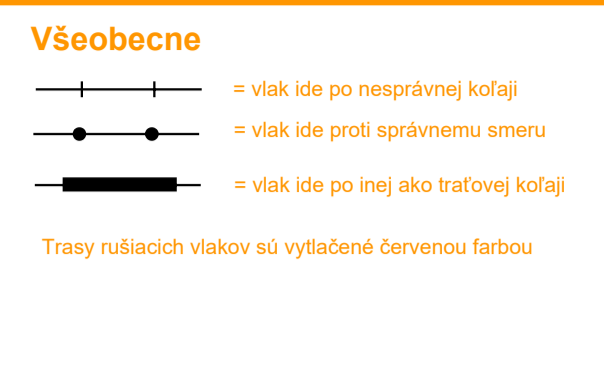 Všeobecne
= vlak ide po nesprávnej koľaji
= vlak ide proti správnemu smeru
= vlak ide po inej ako traťovej koľaji
Trasy rušiacich vlakov sú vytlačené červenou farbou